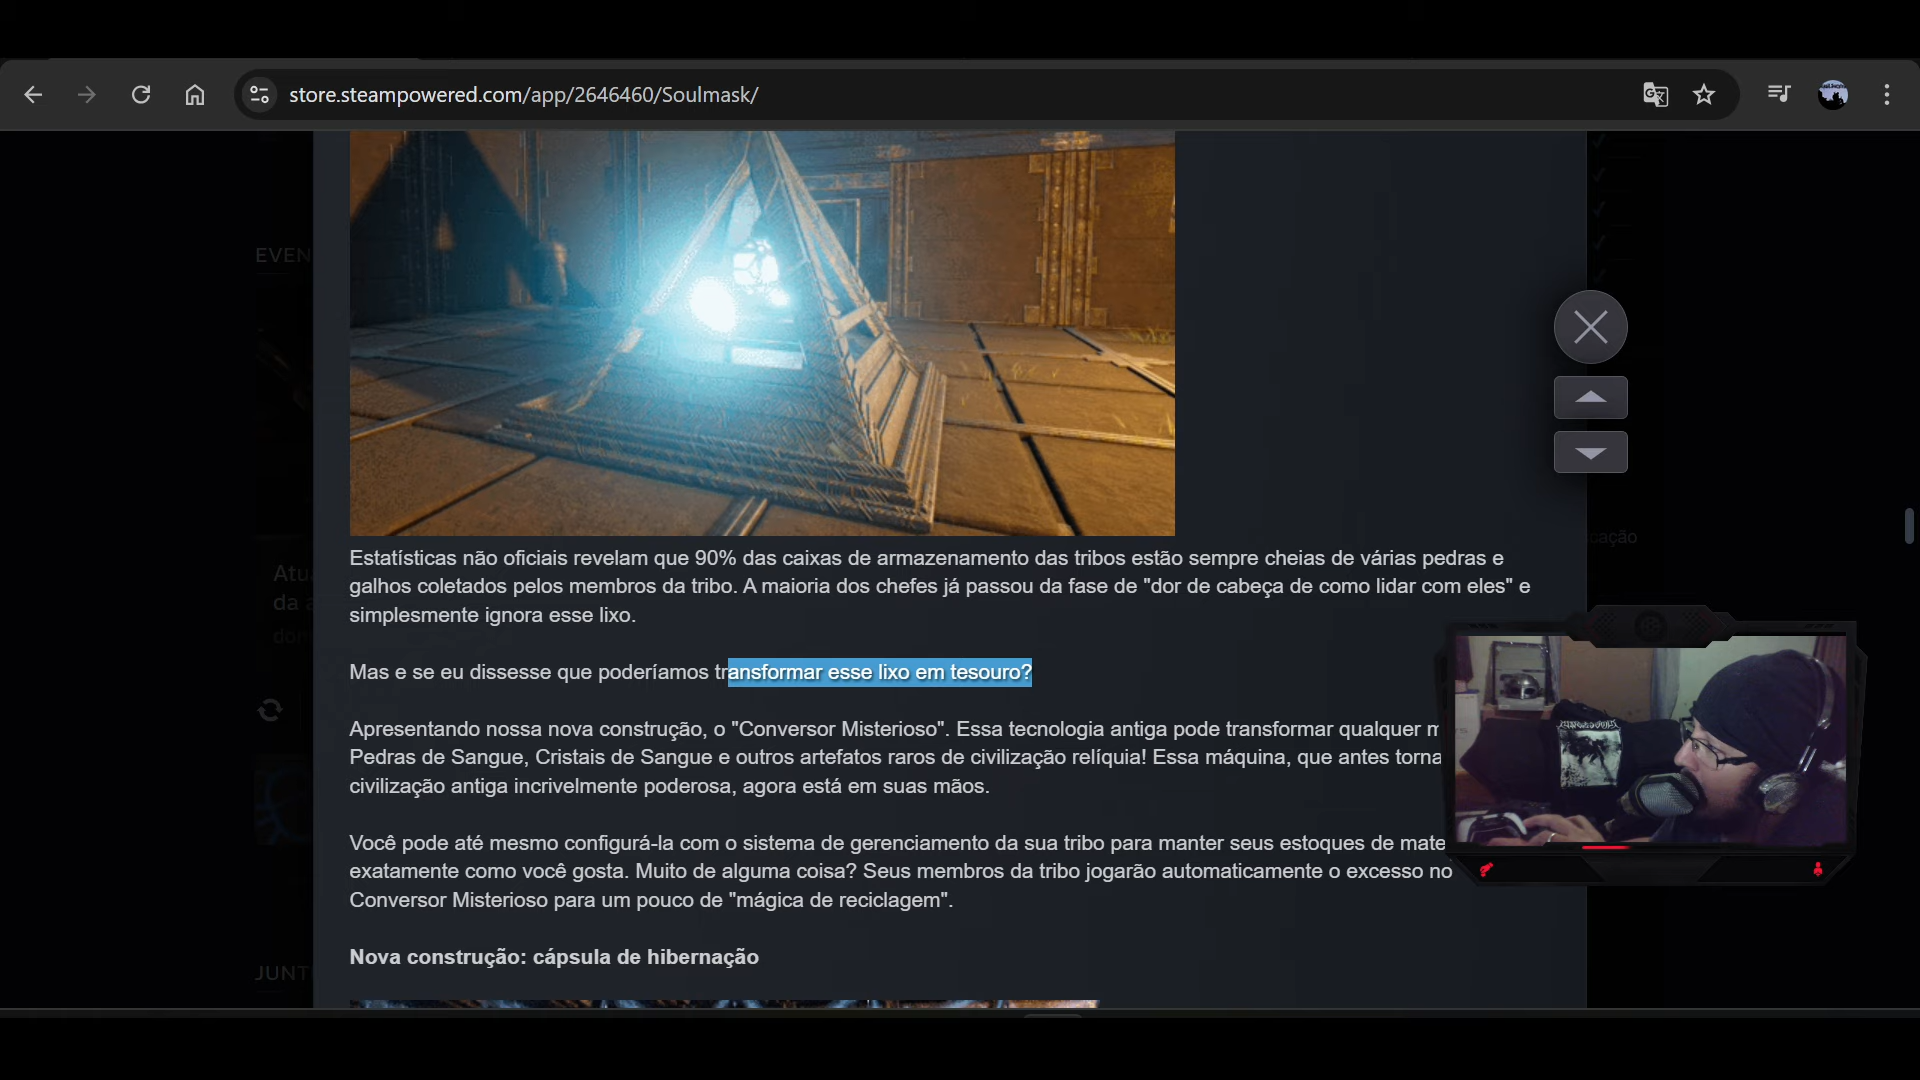 store.steampowered.com/app/2646460/Soulmask/
EVEN
Estatísticas não oficiais revelam que 90% das caixas de armazenamento das tribos estão sempre cheias de várias pedras e
galhos coletados pelos membros da tribo. A maioria dos chefes já passou da fase de "dor de cabeça de como lidar com eles" e
simplesmente ignora esse lixo.
Mas e se eu dissesse que poderíamos transformar esse lixo em tesouro?
Apresentando nossa nova construção, o "Conversor Misterioso". Essa tecnologia antiga pode transformar qualquer m
Pedras de Sangue, Cristais de Sangue e outros artefatos raros de civilização relíquia! Essa máquina, que antes torna
civilização antiga incrivelmente poderosa, agora está em suas mãos.
Você pode até mesmo configurá-la com o sistema de gerenciamento da sua tribo para manter seus estoques de mate
exatamente como você gosta. Muito de alguma coisa? Seus membros da tribo jogarão automaticamente o excesso no
Conversor Misterioso para um pouco de "mágica de reciclagem".
Nova construção: cápsula de hibernação
Atu
da a
don
cação
JUNT